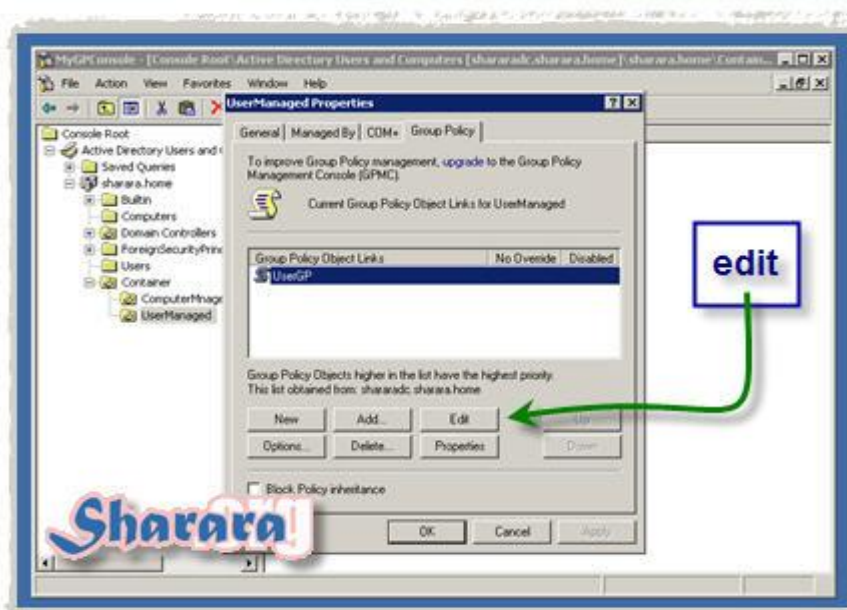 MyGPConsole - [Console Root\Active Directory Users and Computers [shararadc.sharara.home]\sharara.home\Contain...
File Action View Favorites Window Help
UserManaged Properties
General Managed By COM+ Group Policy
Console Root
Active Directory Users and
Saved Queries
sharara.home
Builtin
Computers
Domain Controllers
ForeignSecurityPrinc
Users
Container
ComputerMnage
UserManaged
To improve Group Policy management, upgrade to the Group Policy
Management Console (GPMC).
Current Group Policy Object Links for UserManaged
Group Policy Object Links No Override Disabled
UserGP
edit
Group Policy Objects higher in the list have the highest priority.
This list obtained from: shararadc.sharara.home
New Add... Edit Up
Options... Delete... Properties Down
Block Policy inheritance
OK Cancel Apply
Sharara
org